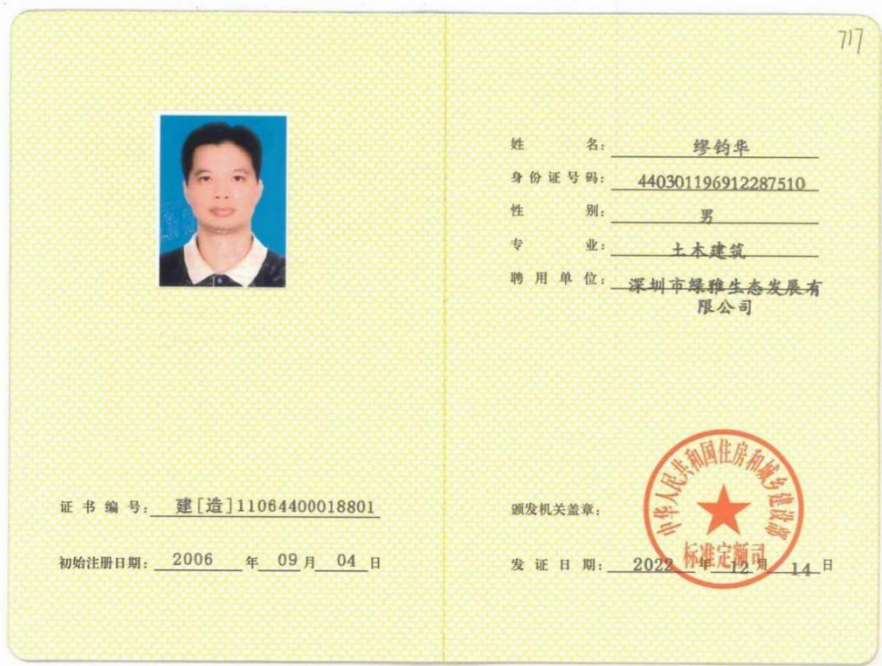 717
姓 名: 缪钧华
身份证号码: 440301196912287510
性 别: 男
专 业: 土木建筑
聘用单位: 深圳市绿雅生态发展有
限公司
证书编号: 建[造]11064400018801
初始注册日期: 2006 年 09 月 04 日
颁发机关盖章:
中华人民共和国住房和城乡建设部
标准定额司
发证日期: 2022 年 12 月 14 日